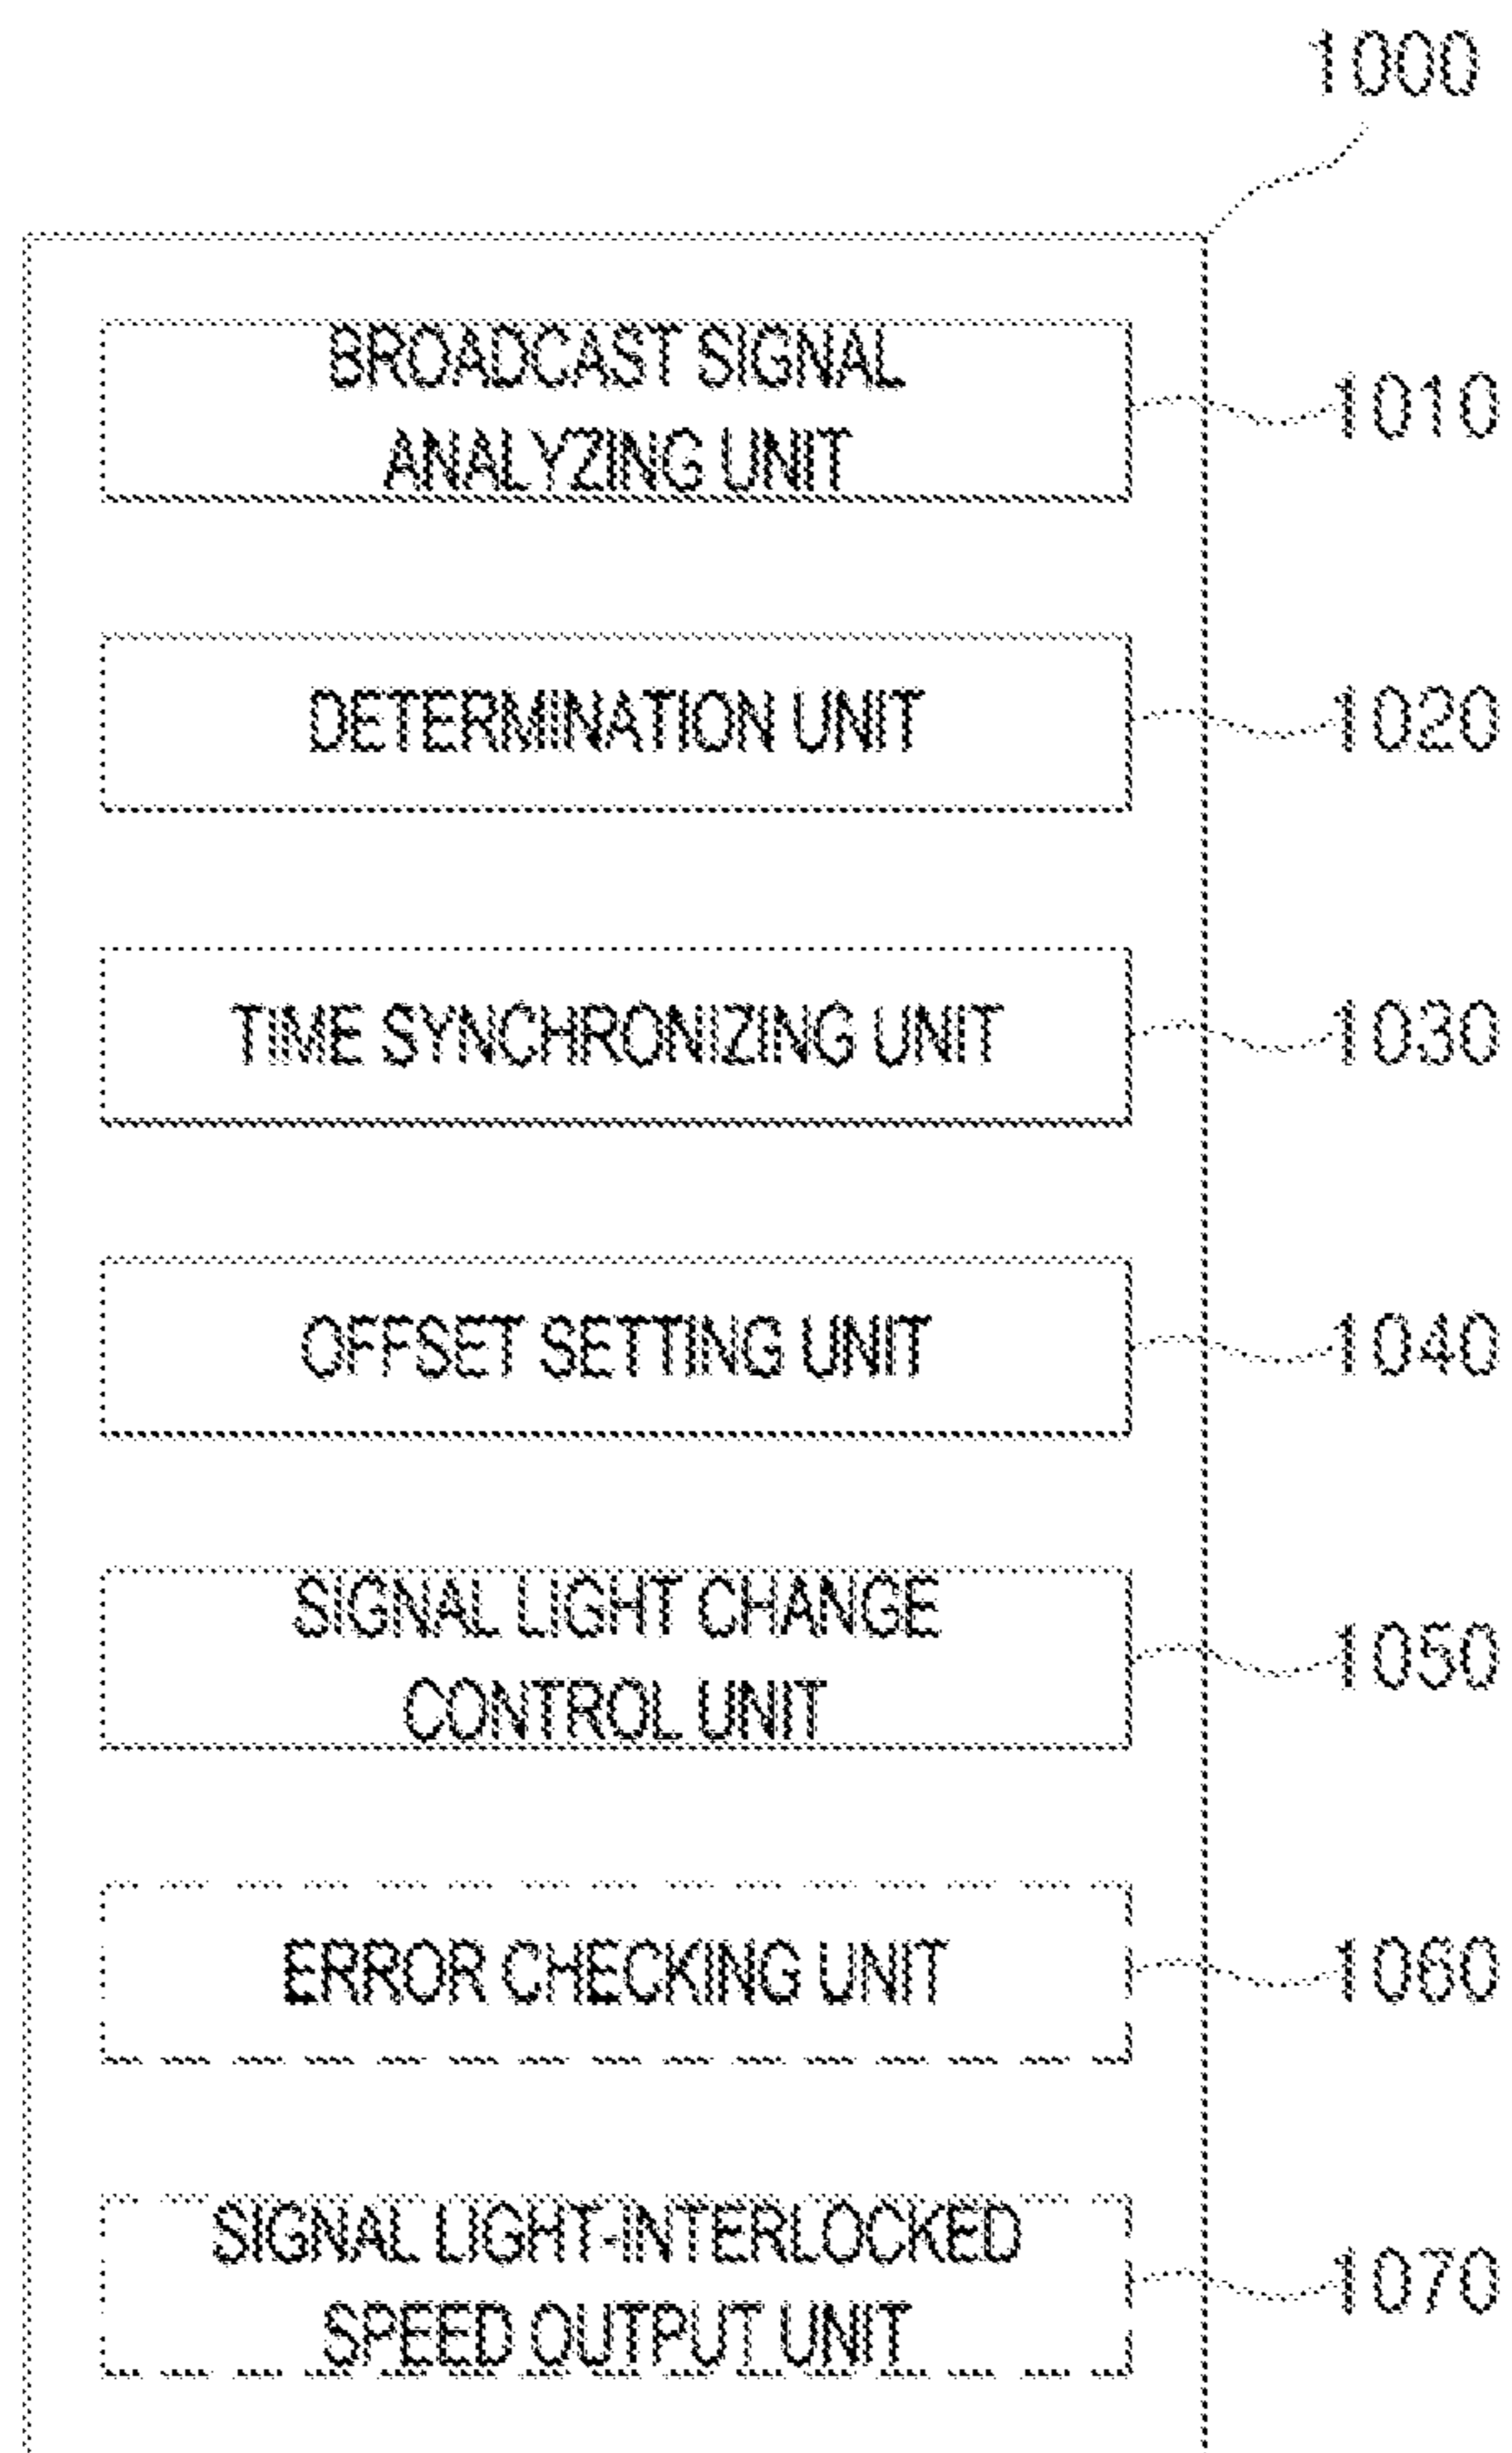 1000
BROADCAST SIGNAL
ANALYZING UNIT
1010
DETERMINATION UNIT
1020
TIME SYNCHRONIZING UNIT
1030
OFFSET SETTING UNIT
1040
SIGNAL LIGHT CHANGE
CONTROL UNIT
1050
ERROR CHECKING UNIT
1060
SIGNAL LIGHT-INTERLOCKED
SPEED OUTPUT UNIT
1070